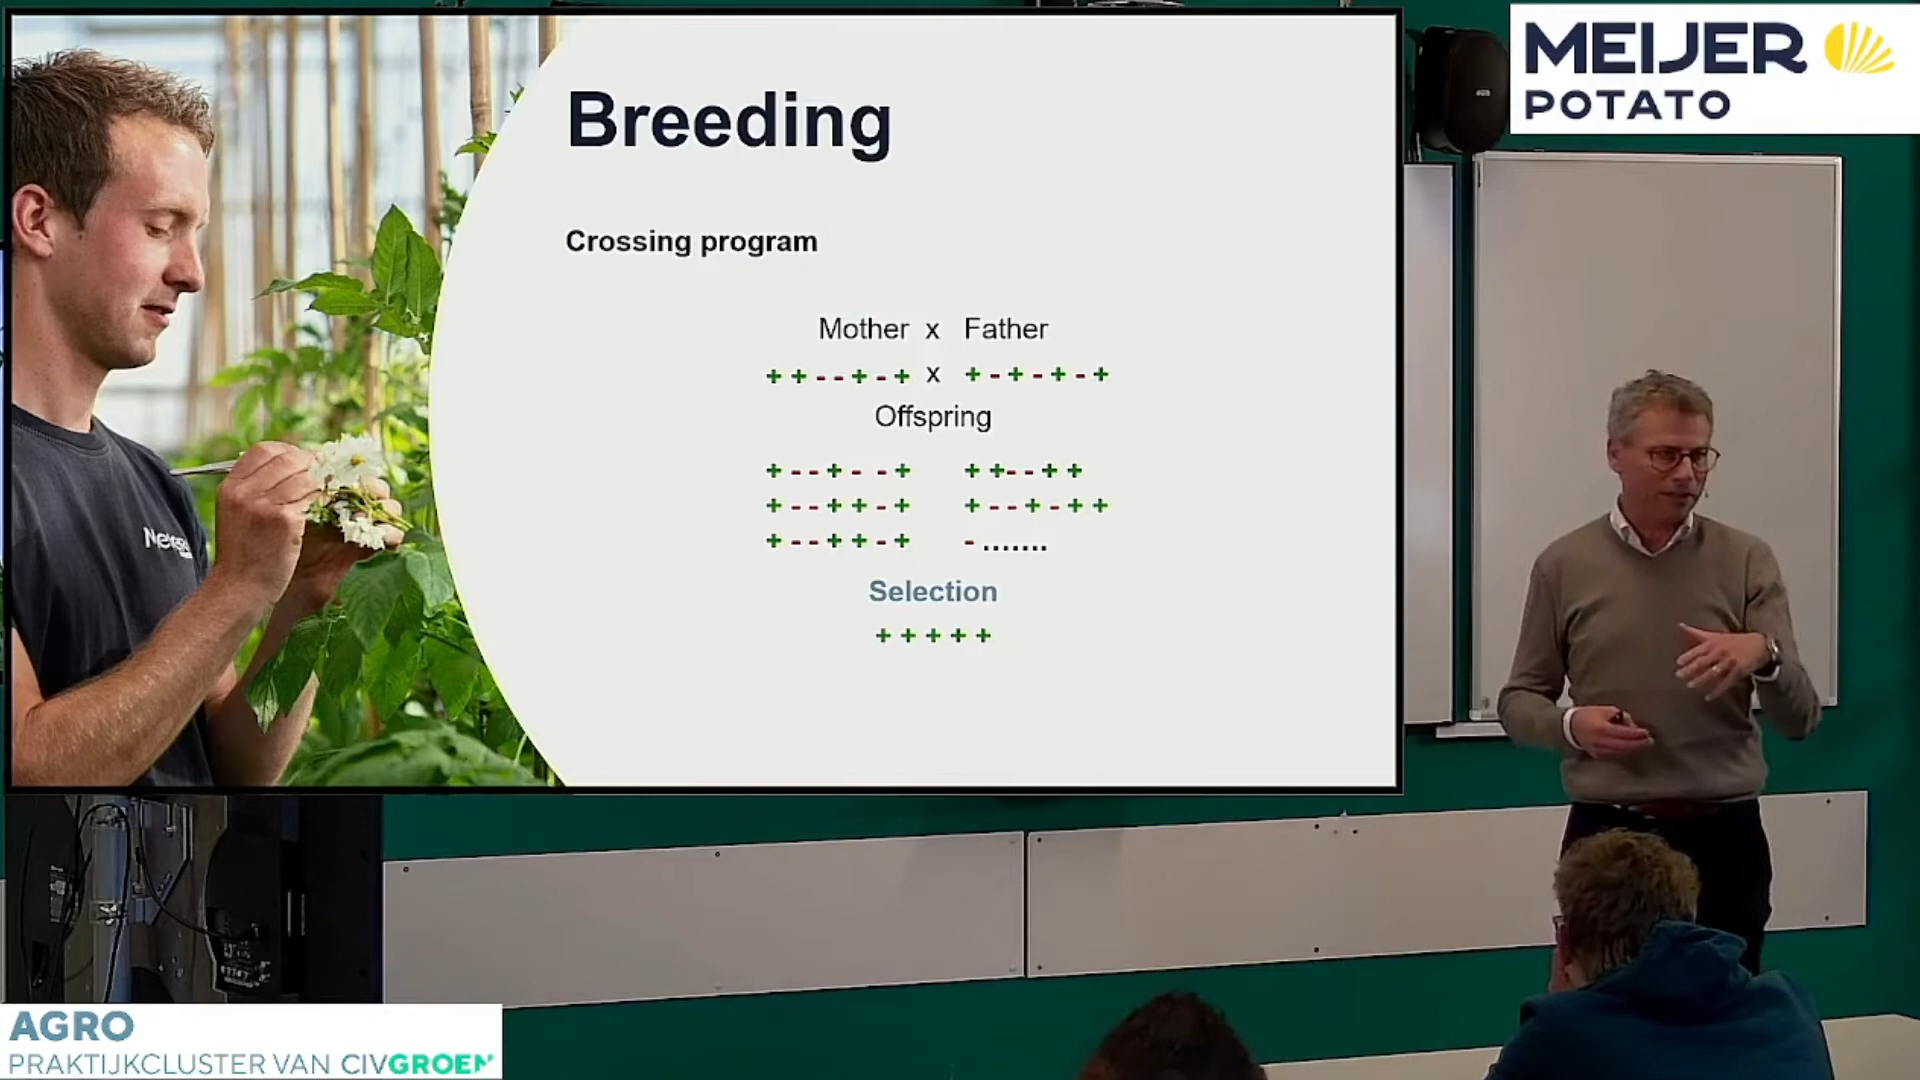 MEIJER
POTATO
Breeding
Crossing program
Mother x Father
+ + - - + - + x + - + - + - +
Offspring
+ - - + - - + + + - - + +
+ - - + + - + + - - + - + +
+ - - + + - + - .......
Selection
+ + + + +
AGRO
PRAKTIJKCLUSTER VAN CIVGROEN